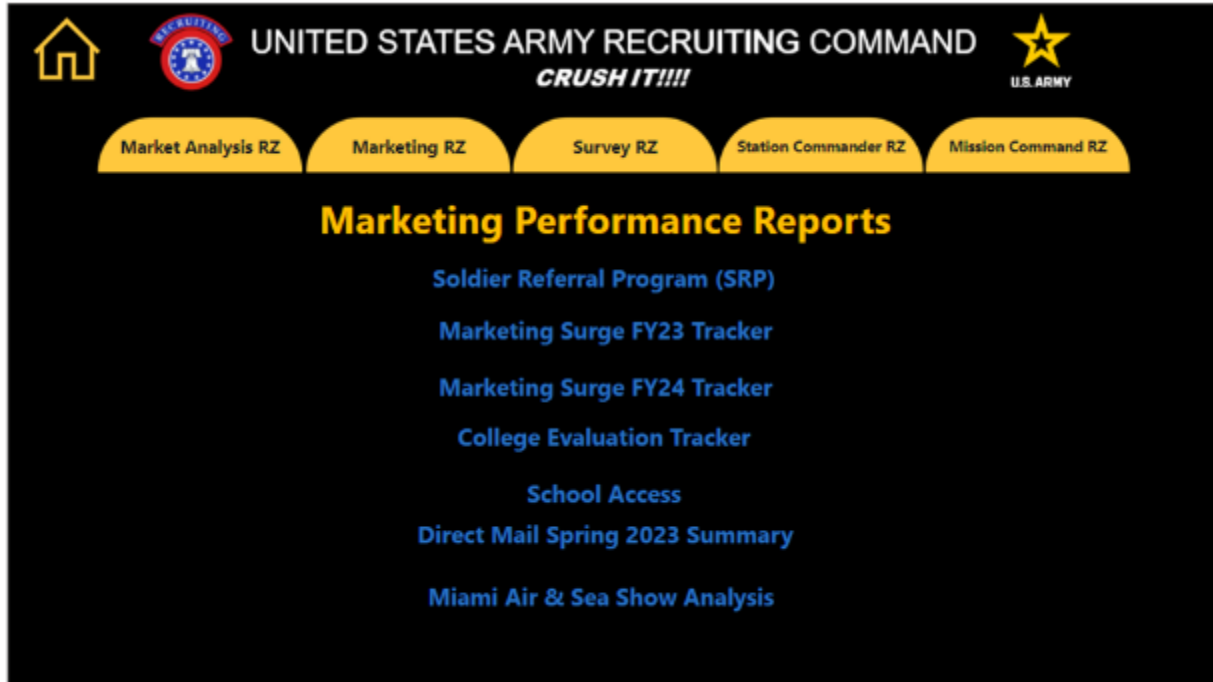 RECRUITING
UNITED STATES ARMY RECRUITING COMMAND
CRUSH IT!!!!
U.S. ARMY
Market Analysis RZ
Marketing RZ
Survey RZ
Station Commander RZ
Mission Command RZ
Marketing Performance Reports
Soldier Referral Program (SRP)
Marketing Surge FY23 Tracker
Marketing Surge FY24 Tracker
College Evaluation Tracker
School Access
Direct Mail Spring 2023 Summary
Miami Air & Sea Show Analysis